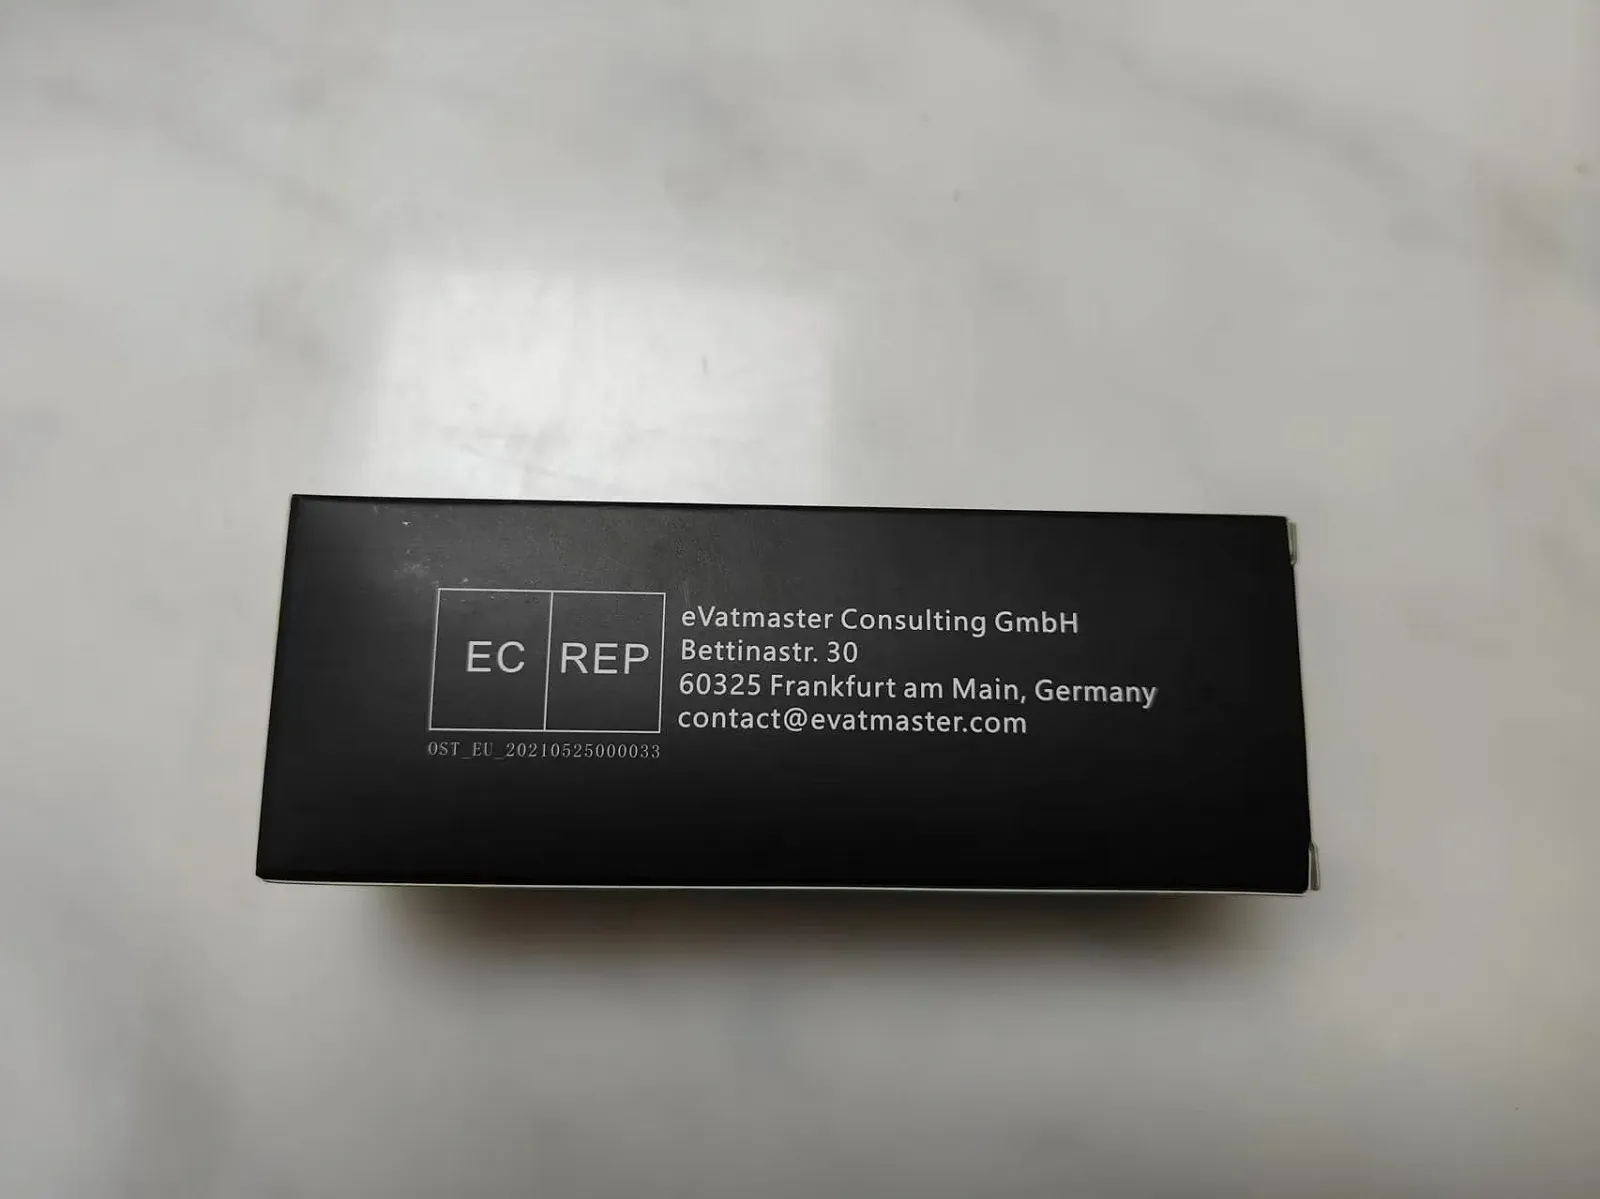 EC REP
OST_EU_20210525000033
eVatmaster Consulting GmbH
Bettinastr. 30
60325 Frankfurt am Main, Germany
contact@evatmaster.com